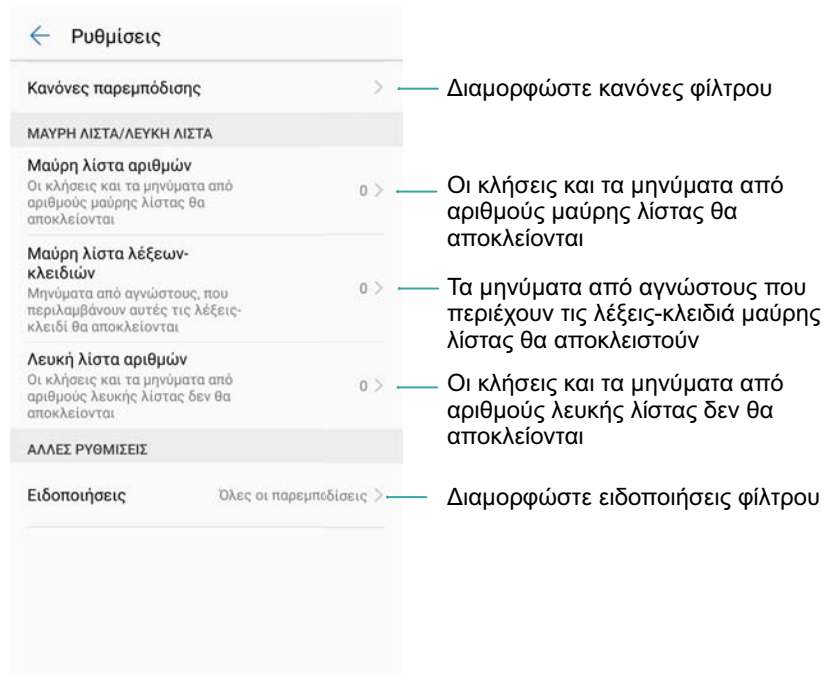 Ρυθμίσεις
Κανόνες παρεμπόδισης
Διαμορφώστε κανόνες φίλτρου
ΜΑΥΡΗ ΛΙΣΤΑ/ΛΕΥΚΗ ΛΙΣΤΑ
Μαύρη λίστα αριθμών
Οι κλήσεις και τα μηνύματα από
αριθμούς μαύρης λίστας θα
αποκλείονται
0
Οι κλήσεις και τα μηνύματα από
αριθμούς μαύρης λίστας θα
αποκλείονται
Μαύρη λίστα λέξεων-
κλειδιών
Μηνύματα από αγνώστους, που
περιλαμβάνουν αυτές τις λέξεις-
κλειδί θα αποκλείονται
0
Τα μηνύματα από αγνώστους που
περιέχουν τις λέξεις-κλειδιά μαύρης
λίστας θα αποκλειστούν
Λευκή λίστα αριθμών
Οι κλήσεις και τα μηνύματα από
αριθμούς λευκής λίστας δεν θα
αποκλείονται
0
Οι κλήσεις και τα μηνύματα από
αριθμούς λευκής λίστας δεν θα
αποκλείονται
ΑΛΛΕΣ ΡΥΘΜΙΣΕΙΣ
Ειδοποιήσεις
Όλες οι παρεμποδίσεις
Διαμορφώστε ειδοποιήσεις φίλτρου